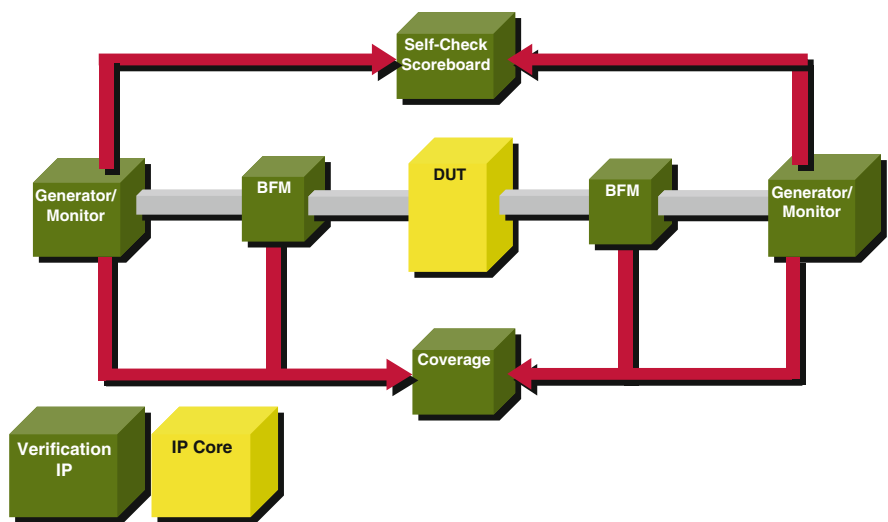 Self-Check
Scoreboard
Generator/
Monitor
BFM
DUT
BFM
Generator/
Monitor
Coverage
Verification
IP
IP Core